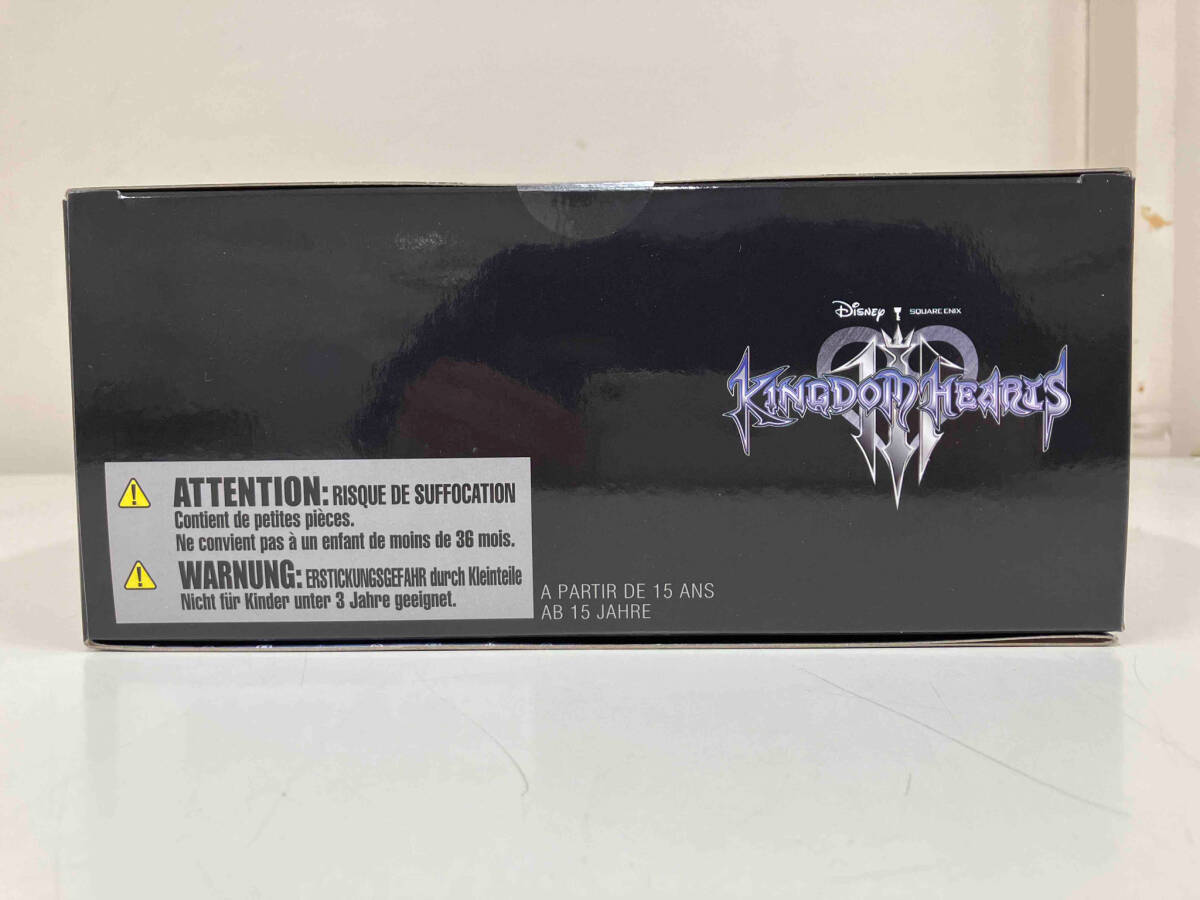 Disney SQUARE ENIX
KINGDOM HEARTS
III
ATTENTION: RISQUE DE SUFFOCATION
Contient de petites pièces.
Ne convient pas à un enfant de moins de 36 mois.
WARNUNG: ERSTICKUNGSGEFAHR durch Kleinteile
Nicht für Kinder unter 3 Jahre geeignet.
A PARTIR DE 15 ANS
AB 15 JAHRE